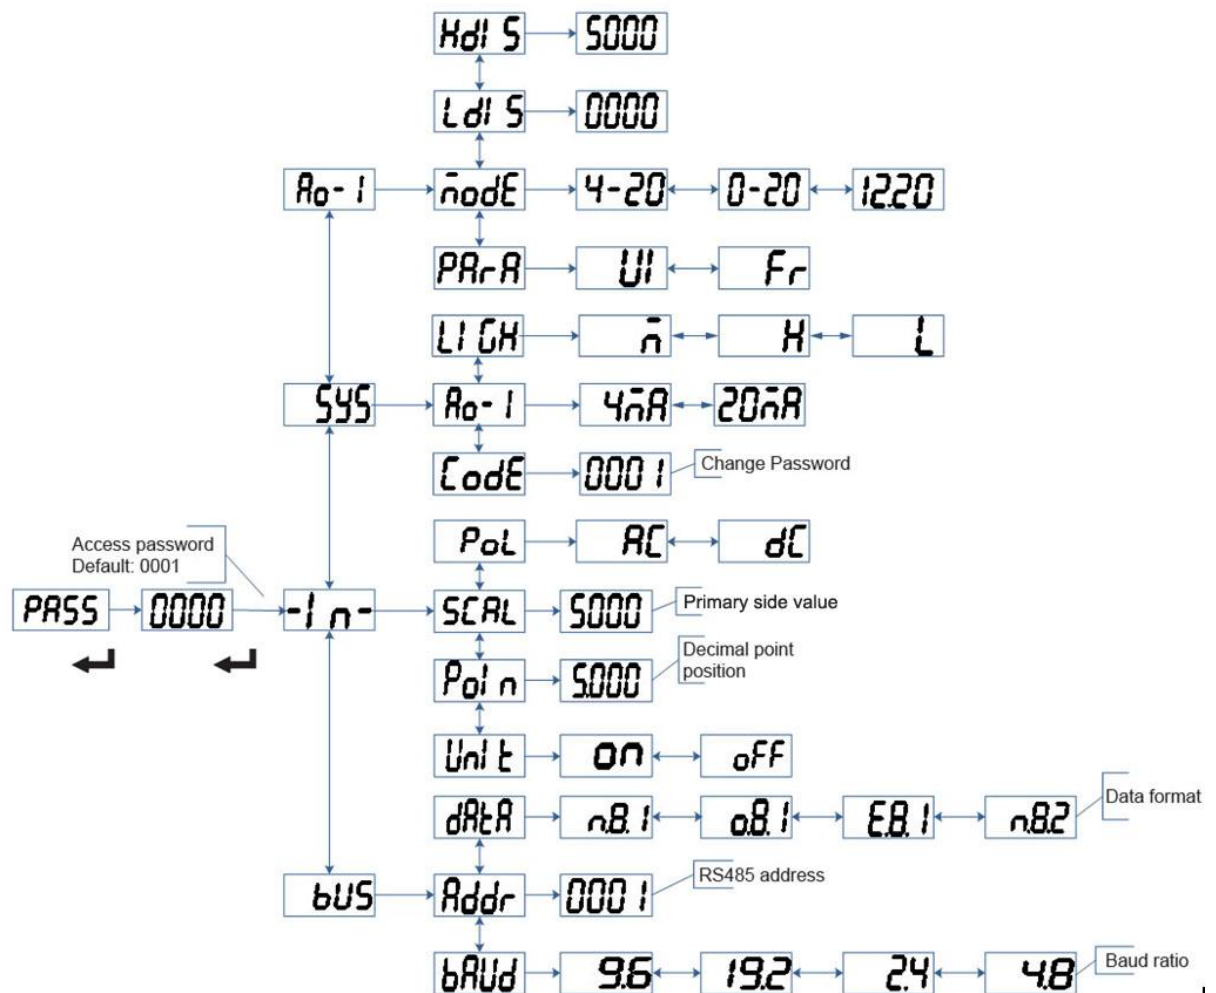 HdIS 5000
LdIS 0000
Ao-1 modE 4-20 0-20 12.20
PArA UI Fr
LIGH m H L
SYS Ao-1 4mA 20mA
CodE 0001 Change Password
PoL AC dC
Access password
Default: 0001
PASS 0000 -In- SCAL 5000 Primary side value
PoIn 5.000 Decimal point
position
UnIt on oFF
dAtA n.8.1 o.8.1 E.8.1 n.8.2 Data format
bUS Addr 0001 RS485 address
bAUd 9.6 19.2 2.4 4.8 Baud ratio